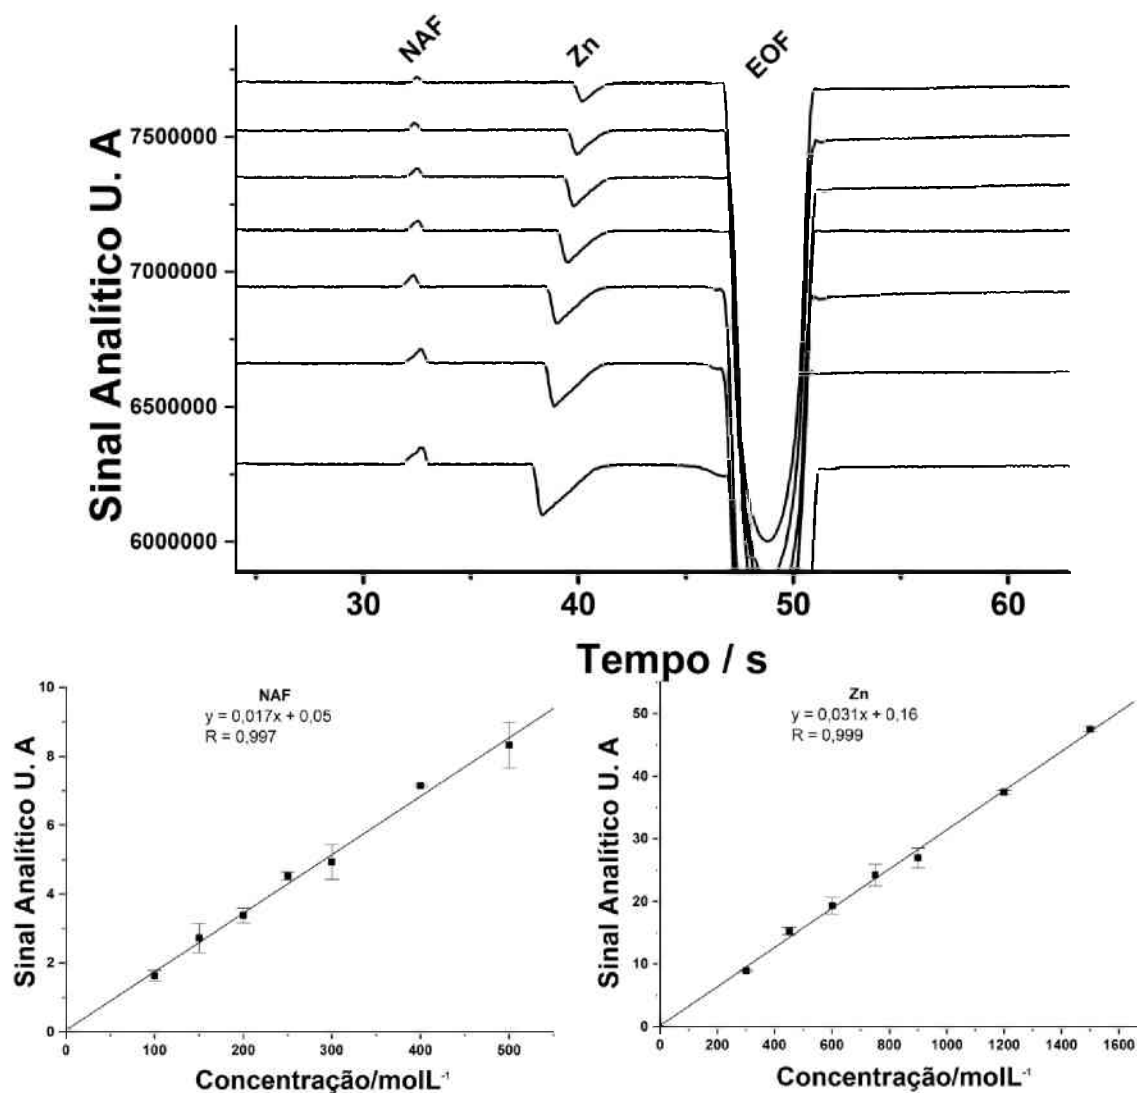 NAF
Zn
EOF
Sinal Analítico U. A
7500000
7000000
6500000
6000000
30
40
50
60
Tempo / s
NAF
y = 0,017x + 0,05
R = 0,997
Sinal Analítico U. A
10
8
6
4
2
0
0
100
200
300
400
500
Concentração/molL⁻¹
Zn
y = 0,031x + 0,16
R = 0,999
Sinal Analítico U. A
50
40
30
20
10
0
0
200
400
600
800
1000
1200
1400
1600
Concentração/molL⁻¹